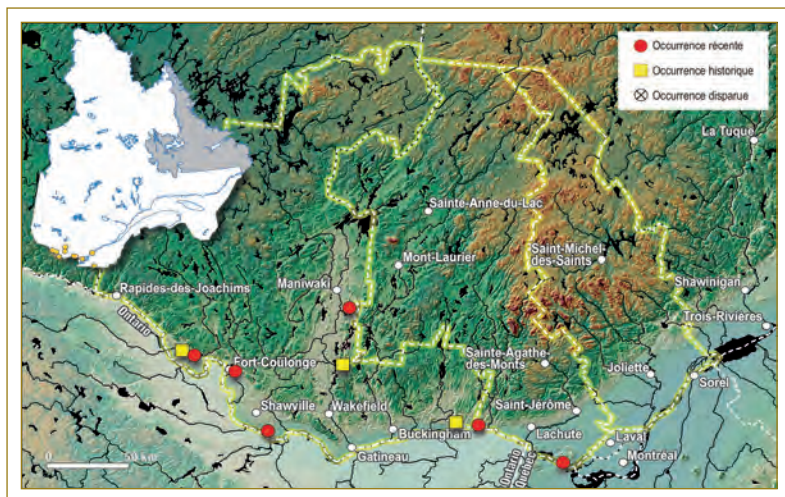 Occurrence récente
Occurrence historique
Occurrence disparue
La Tuque
Sainte-Anne-du-Lac
Saint-Michel
des-Saints
Mont-Laurier
Maniwaki
Rapides-des-Joachims
Shawinigan
Ontario
Trois-Rivières
Fort-Coulonge
Sainte-Agathe
des-Monts
Joliette
Sorel
Shawville
Wakefield
Saint-Jérôme
Buckingham
Lachute
Laval
Gatineau
Montréal
Ontario
Québec
0 50 km